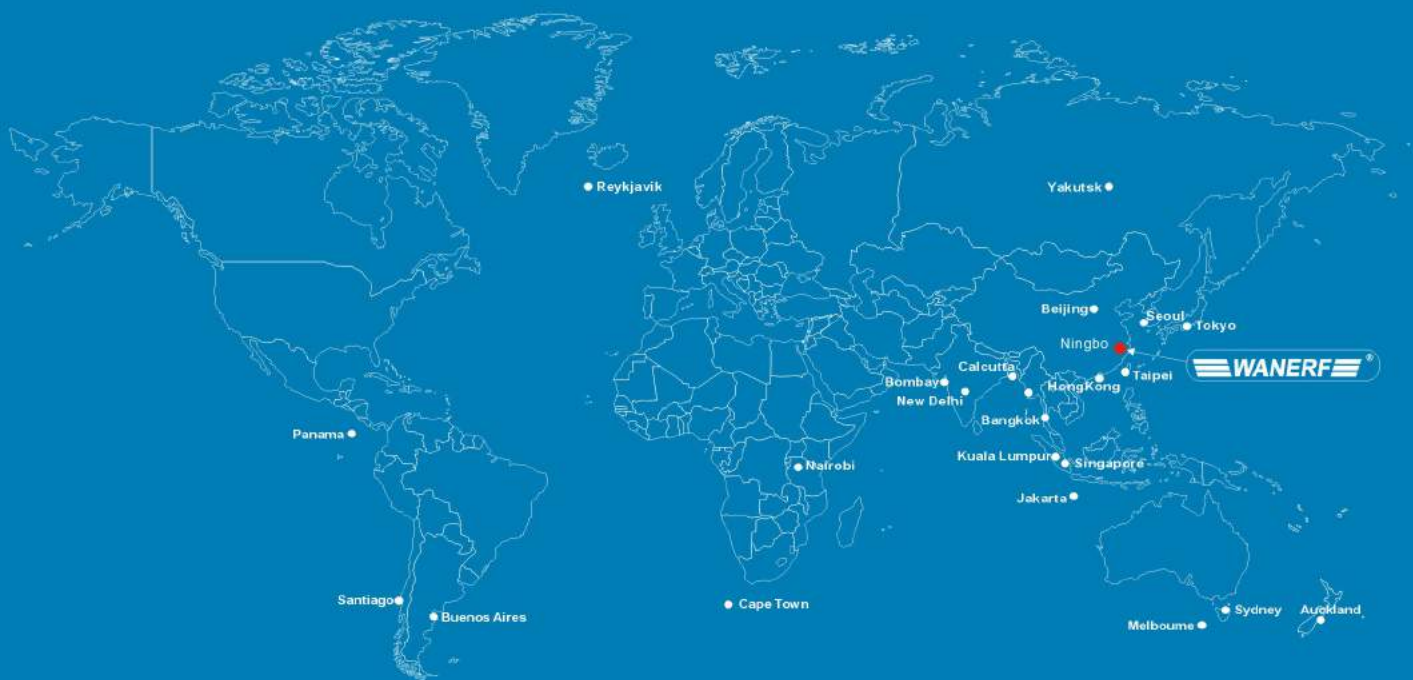 Reykjavik
Yakutsk
Beijing
Seoul
Tokyo
Ningbo
WANERF®
Calcutta
Taipei
Bombay
HongKong
New Delhi
Bangkok
Panama
Kuala Lumpur
Singapore
Nairobi
Jakarta
Santiago
Cape Town
Buenos Aires
Sydney
Auckland
Melboume